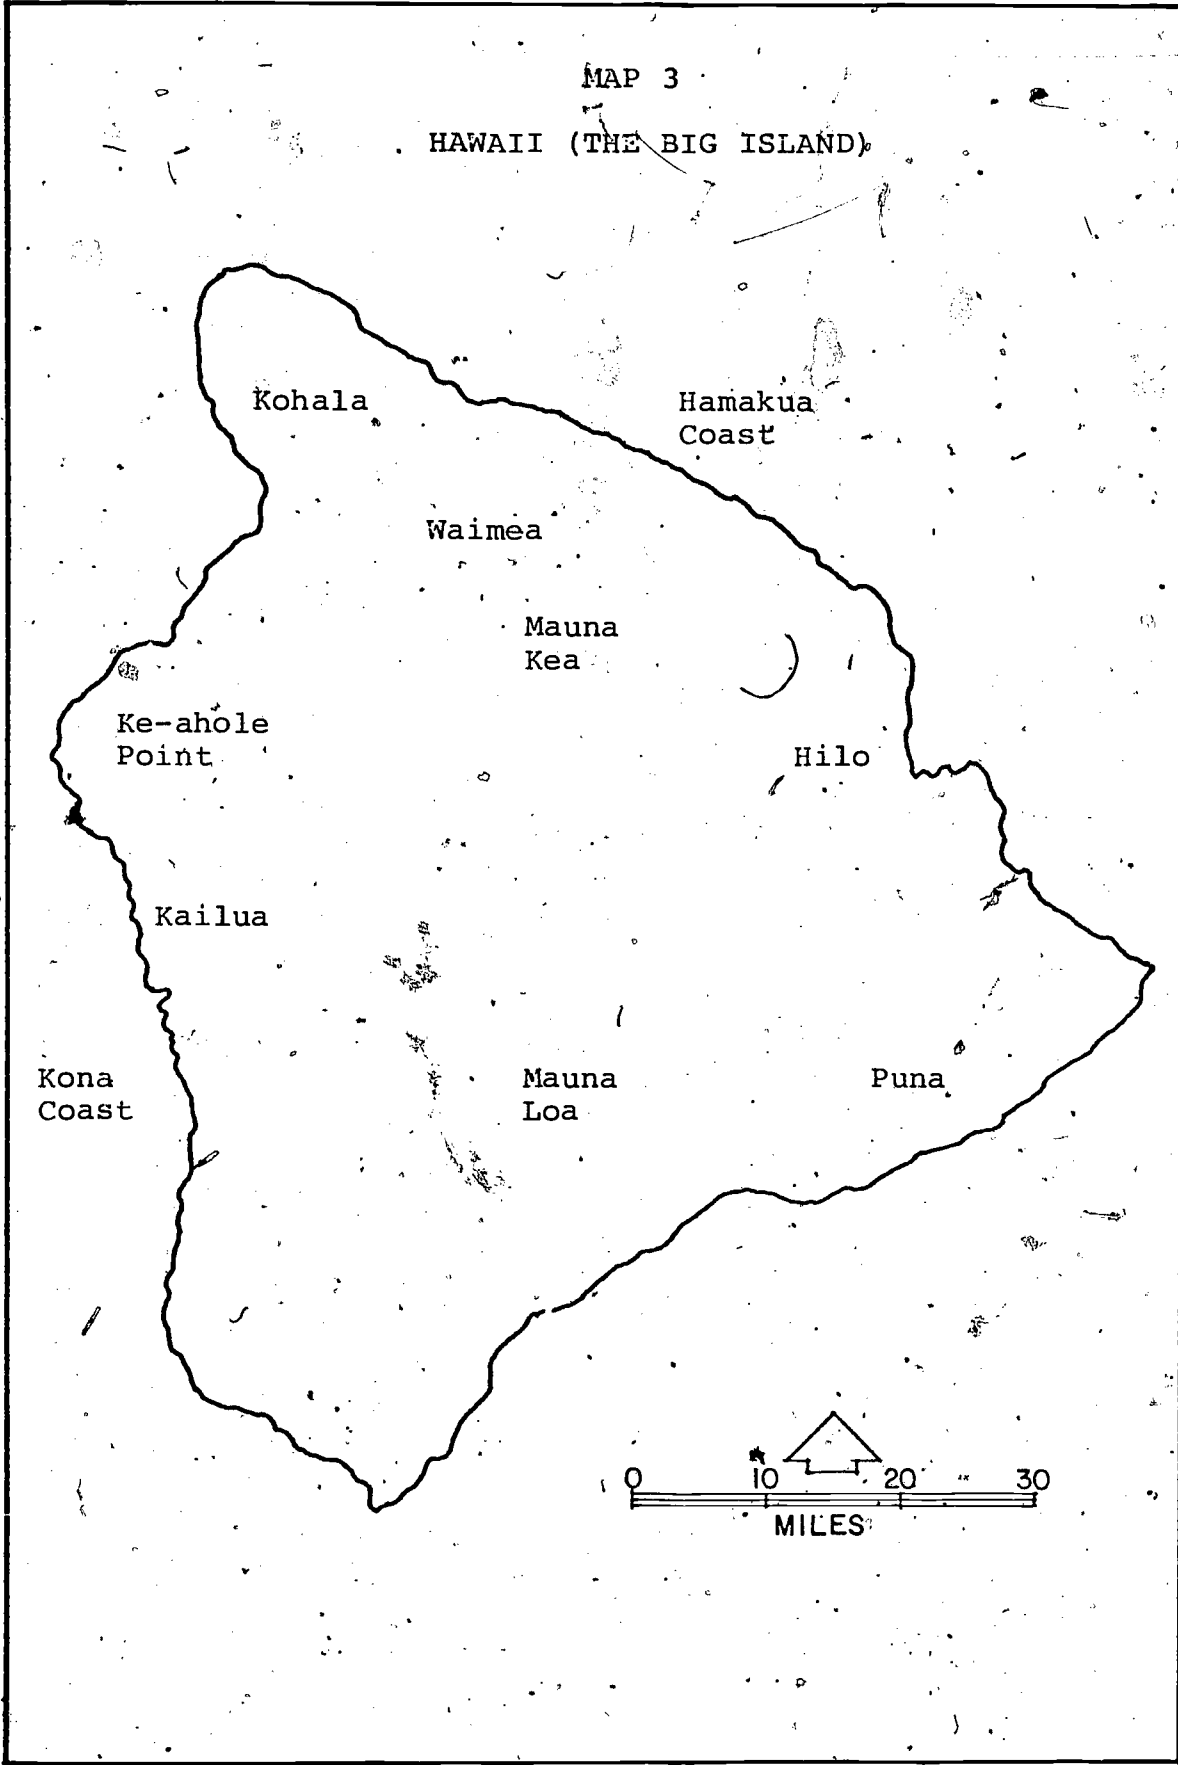 MAP 3
HAWAII (THE BIG ISLAND)
Kohala
Hamakua
Coast
Waimea
Mauna
Kea
Ke-ahole
Point
Hilo
Kailua
Kona
Coast
Mauna
Loa
Puna
0 10 20 30
MILES